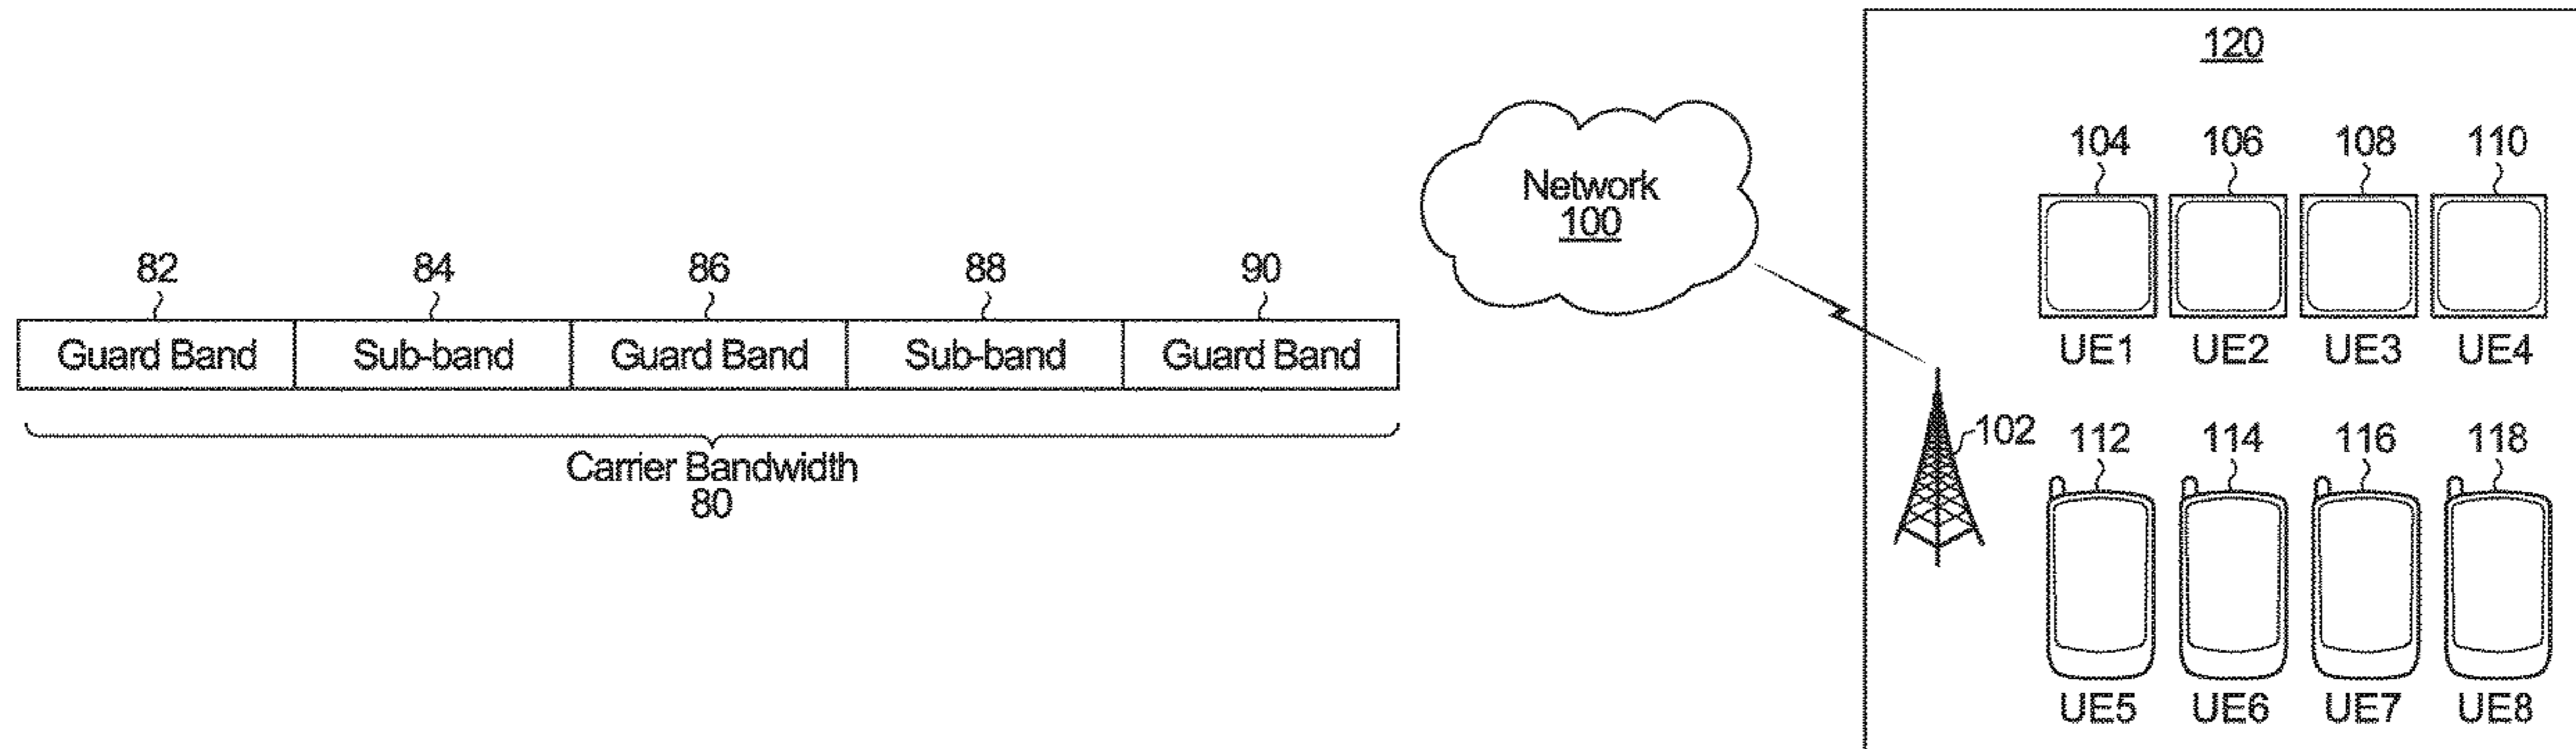 82 84 86 88 90
Guard Band Sub-band Guard Band Sub-band Guard Band
Carrier Bandwidth
80
Network
100
120
104 106 108 110
UE1 UE2 UE3 UE4
102
112 114 116 118
UE5 UE6 UE7 UE8